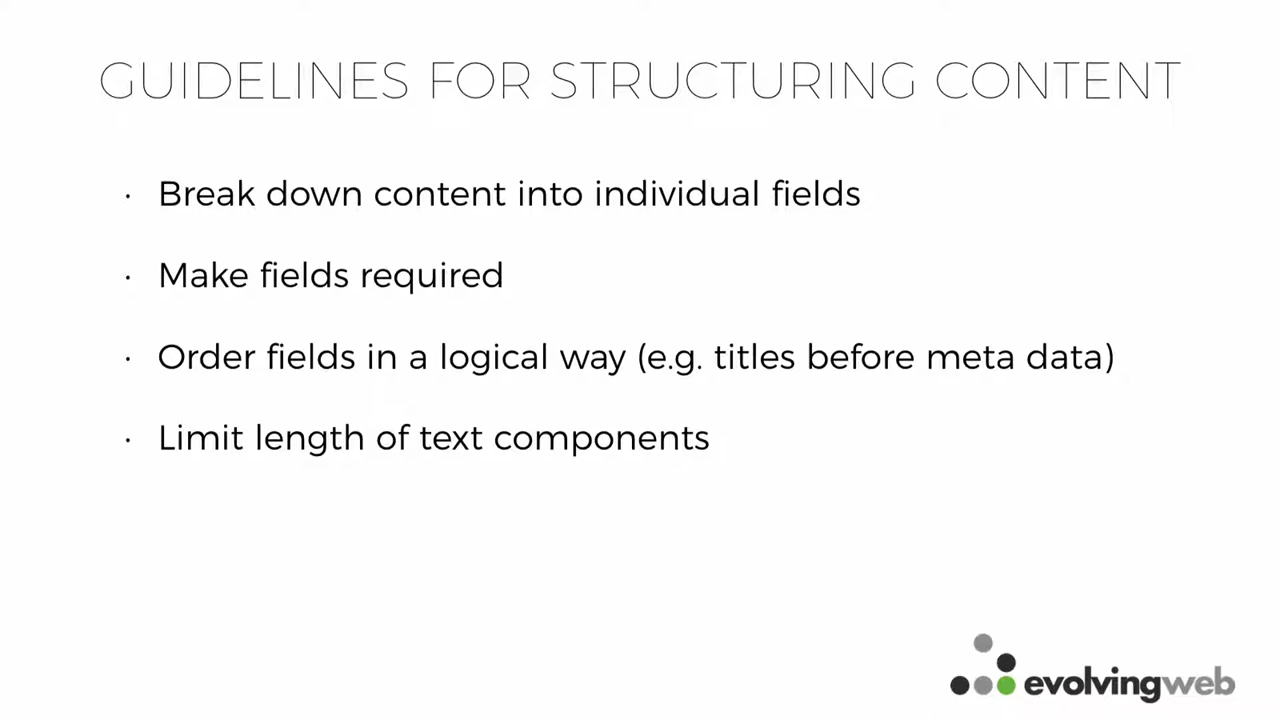 GUIDELINES FOR STRUCTURING CONTENT
· Break down content into individual fields
· Make fields required
· Order fields in a logical way (e.g. titles before meta data)
· Limit length of text components
evolvingweb